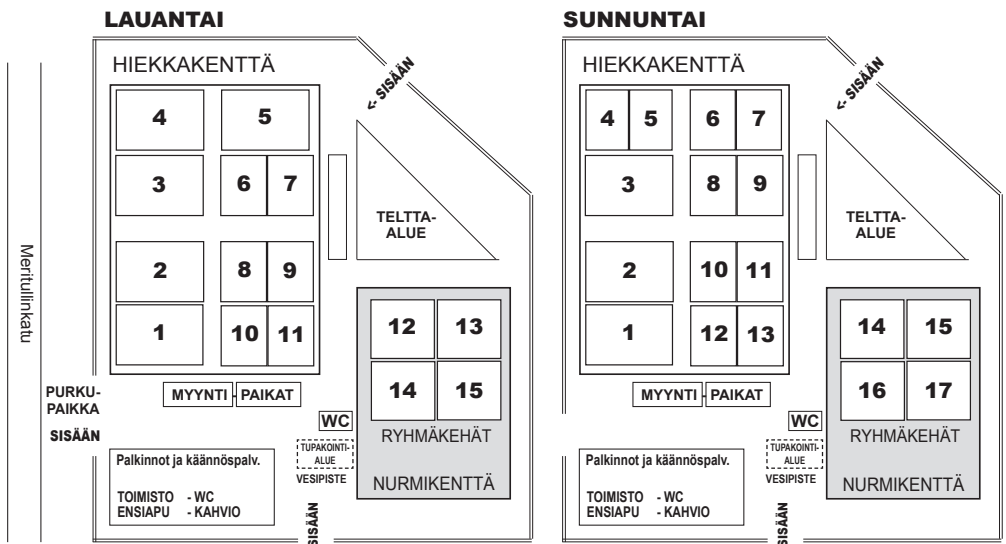 LAUANTAI
HIEKKAKENTTÄ
<- SISÄÄN
4
5
3
6
7
TELTTA-
ALUE
2
8
9
1
10
11
12
13
14
15
Meritullinkatu
PURKU-
PAIKKA
SISÄÄN
MYYNTI
PAIKAT
WC
TUPAKOINTI-
ALUE
VESIPISTE
SISÄÄN
RYHMÄKEHÄT
NURMIKENTTÄ
Palkinnot ja käännöspalv.
TOIMISTO - WC
ENSIAPU - KAHVIO
SUNNUNTAI
HIEKKAKENTTÄ
<- SISÄÄN
4
5
6
7
3
8
9
TELTTA-
ALUE
2
10
11
1
12
13
14
15
16
17
MYYNTI
PAIKAT
WC
TUPAKOINTI-
ALUE
VESIPISTE
SISÄÄN
RYHMÄKEHÄT
NURMIKENTTÄ
Palkinnot ja käännöspalv.
TOIMISTO - WC
ENSIAPU - KAHVIO